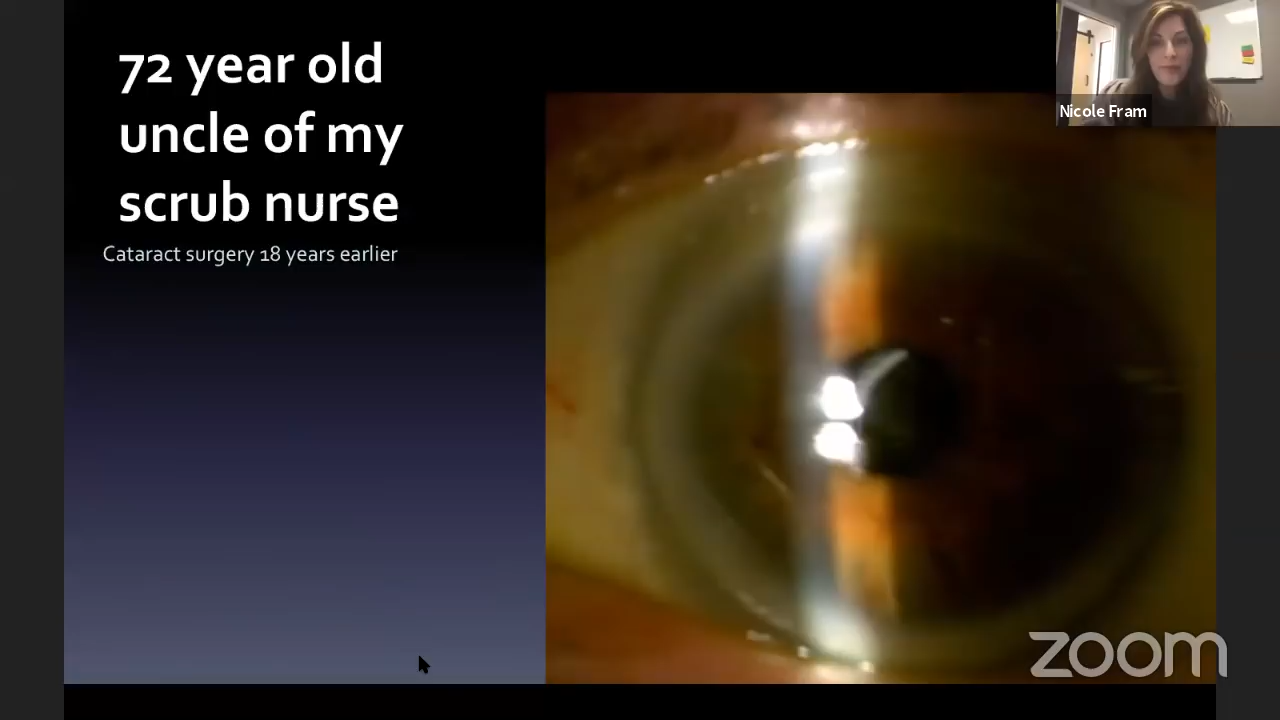 72 year old
uncle of my
scrub nurse
Cataract surgery 18 years earlier
Nicole Fram
zoom